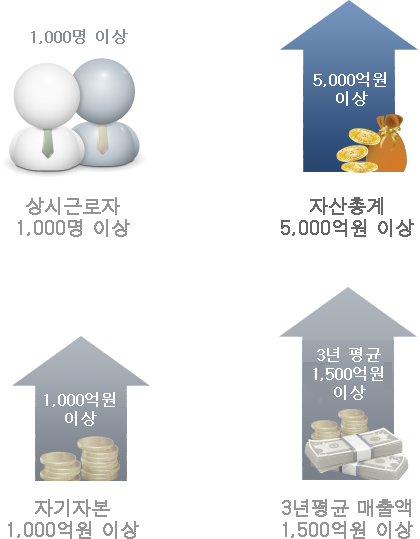 1,000명 이상
상시근로자
1,000명 이상
5,000억원
이상
자산총계
5,000억원 이상
1,000억원
이상
자기자본
1,000억원 이상
3년 평균
1,500억원
이상
3년평균 매출액
1,500억원 이상